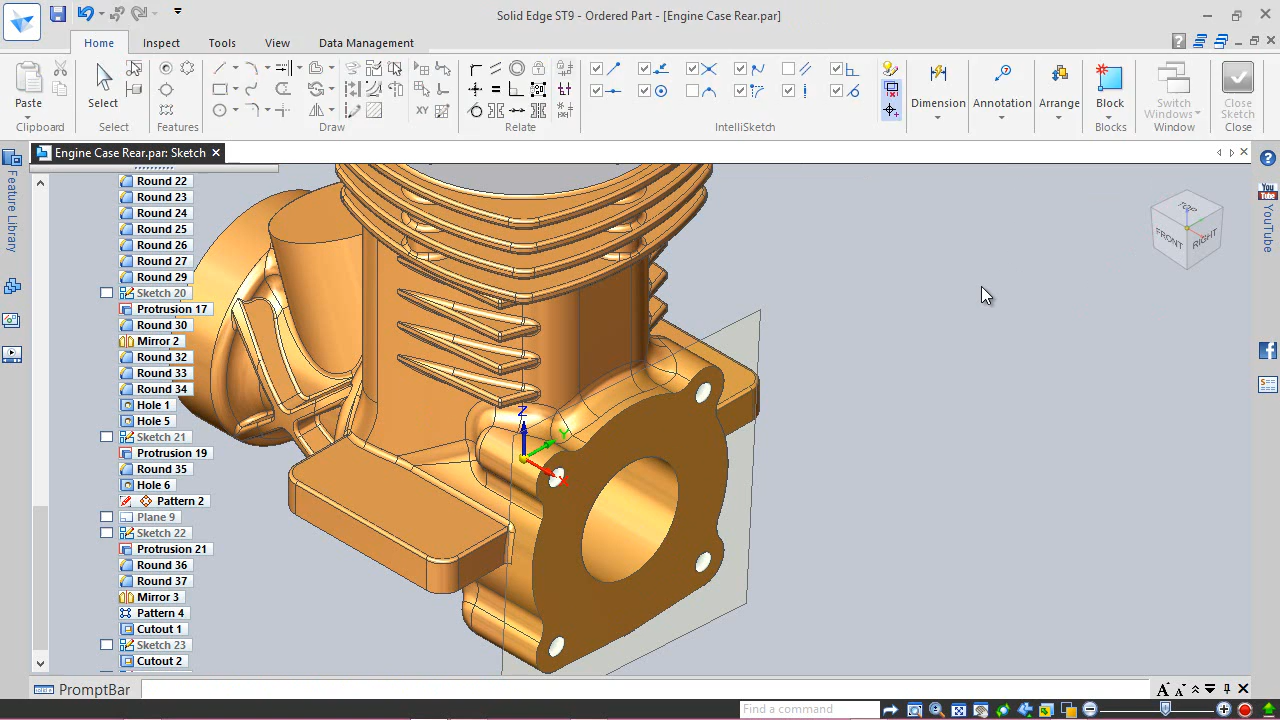 Solid Edge ST9 - Ordered Part - [Engine Case Rear.par]
Home
Inspect
Tools
View
Data Management
Paste
Clipboard
Select
Select
Features
Draw
Relate
IntelliSketch
Dimension
Annotation
Arrange
Block
Blocks
Switch
Windows
Window
Close
Sketch
Close
Engine Case Rear.par: Sketch
Feature Library
YouTube
Round 22
Round 23
Round 24
Round 25
Round 26
Round 27
Round 29
Sketch 20
Protrusion 17
Round 30
Mirror 2
Round 32
Round 33
Round 34
Hole 1
Hole 5
Sketch 21
Protrusion 19
Round 35
Hole 6
Pattern 2
Plane 9
Sketch 22
Protrusion 21
Round 36
Round 37
Mirror 3
Pattern 4
Cutout 1
Sketch 23
Cutout 2
Z
Y
X
TOP
FRONT
RIGHT
PromptBar
Find a command